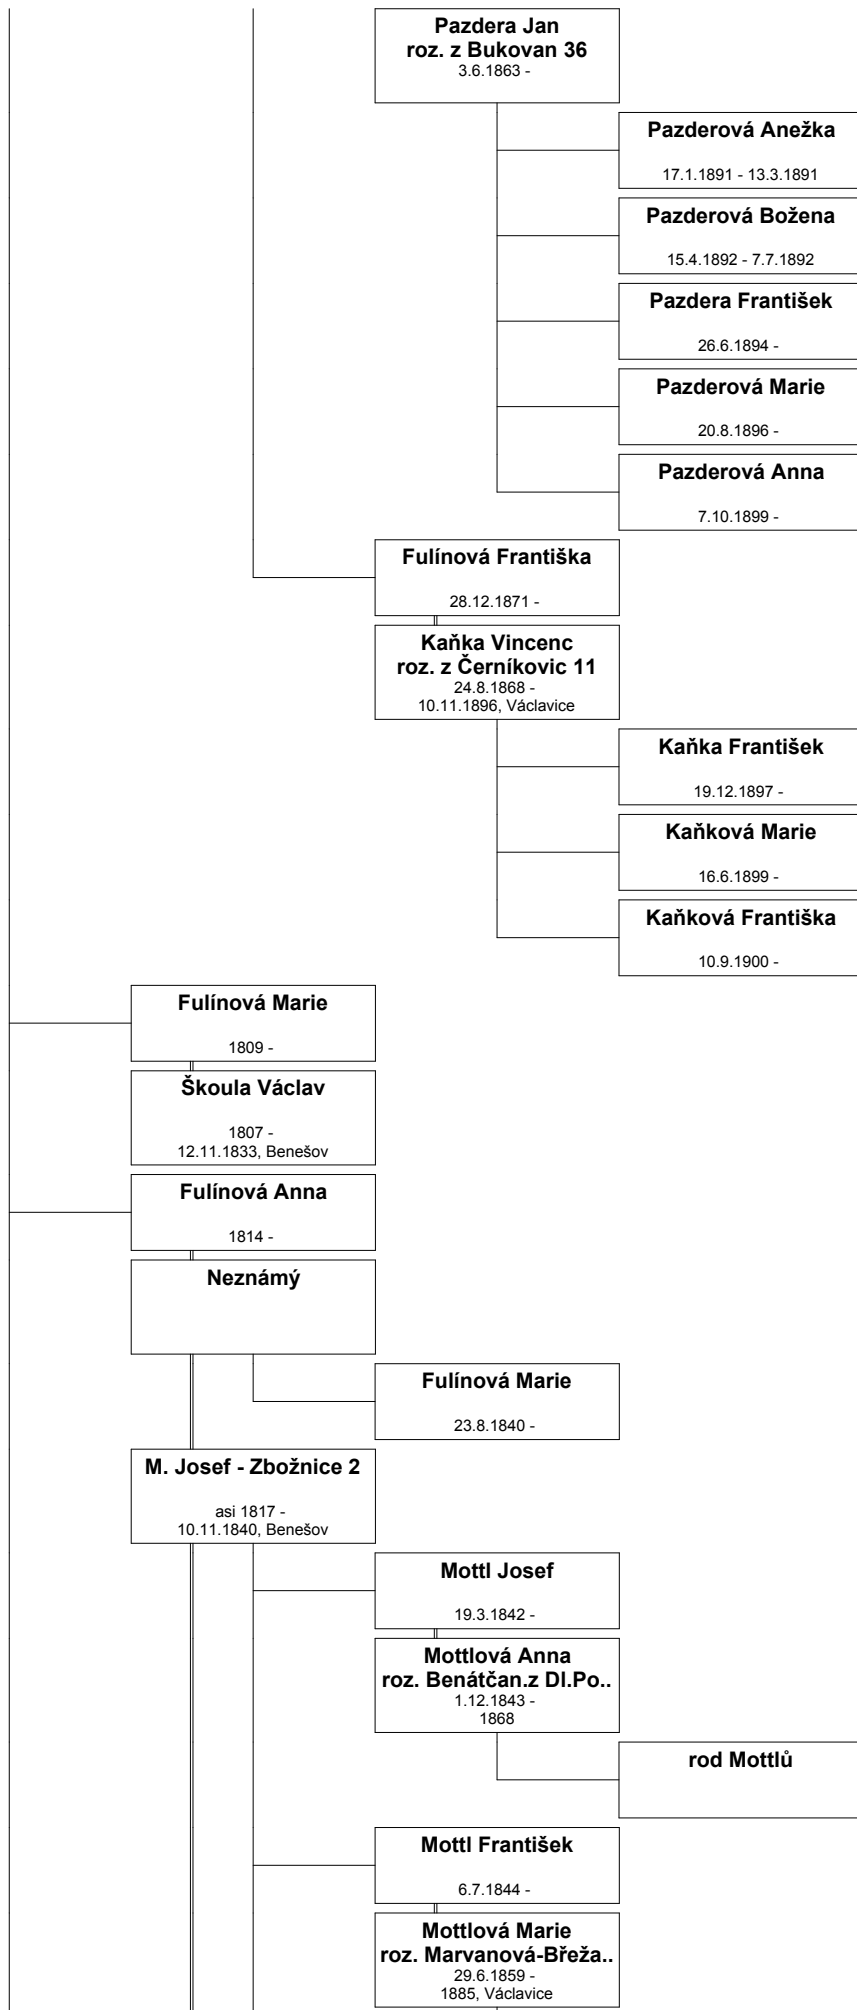 Pazdera Jan
roz. z Bukovan 36
3.6.1863 -
Pazderová Anežka
17.1.1891 - 13.3.1891
Pazderová Božena
15.4.1892 - 7.7.1892
Pazdera František
26.6.1894 -
Pazderová Marie
20.8.1896 -
Pazderová Anna
7.10.1899 -
Fulínová Františka
28.12.1871 -
Kaňka Vincenc
roz. z Černíkovic 11
24.8.1868 -
10.11.1896, Václavice
Kaňka František
19.12.1897 -
Kaňková Marie
16.6.1899 -
Kaňková Františka
10.9.1900 -
Fulínová Marie
1809 -
Škoula Václav
1807 -
12.11.1833, Benešov
Fulínová Anna
1814 -
Neznámý
Fulínová Marie
23.8.1840 -
M. Josef - Zbožnice 2
asi 1817 -
10.11.1840, Benešov
Mottl Josef
19.3.1842 -
Mottlová Anna
roz. Benátčan.z Dl.Po..
1.12.1843 -
1868
rod Mottlů
Mottl František
6.7.1844 -
Mottlová Marie
roz. Marvanová-Břeža..
29.6.1859 -
1885, Václavice